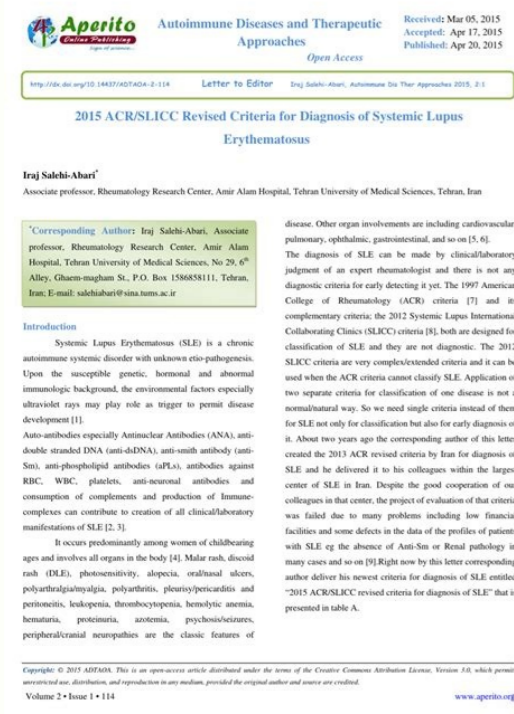 Aperito
Online Publishing
Login of science...
Autoimmune Diseases and Therapeutic
Approaches
Open Access
Received: Mar 05, 2015
Accepted: Apr 17, 2015
Published: Apr 20, 2015
http://dx.doi.org/10.14437/ADTAOA-2-114
Letter to Editor
Iraj Salehi-Abari, Autoimmune Dis Ther Approaches 2015, 2:1
2015 ACR/SLICC Revised Criteria for Diagnosis of Systemic Lupus
Erythematosus
Iraj Salehi-Abari*
Associate professor, Rheumatology Research Center, Amir Alam Hospital, Tehran University of Medical Sciences, Tehran, Iran
*Corresponding Author: Iraj Salehi-Abari, Associate
professor, Rheumatology Research Center, Amir Alam
Hospital, Tehran University of Medical Sciences, No 29, 6th
Alley, Ghaem-magham St., P.O. Box 1586858111, Tehran,
Iran; E-mail: salehiabari@sina.tums.ac.ir
Introduction
Systemic Lupus Erythematosus (SLE) is a chronic
autoimmune systemic disorder with unknown etio-pathogenesis.
Upon the susceptible genetic, hormonal and abnormal
immunologic background, the environmental factors especially
ultraviolet rays may play role as trigger to permit disease
development [1].
Auto-antibodies especially Antinuclear Antibodies (ANA), anti-
double stranded DNA (anti-dsDNA), anti-smith antibody (anti-
Sm), anti-phospholipid antibodies (aPLs), antibodies against
RBC, WBC, platelets, anti-neuronal antibodies and
consumption of complements and production of Immune-
complexes can contribute to creation of all clinical/laboratory
manifestations of SLE [2, 3].
It occurs predominantly among women of childbearing
ages and involves all organs in the body [4]. Malar rash, discoid
rash (DLE), photosensitivity, alopecia, oral/nasal ulcers,
polyarthralgia/myalgia, polyarthritis, pleurisy/pericarditis and
peritoneitis, leukopenia, thrombocytopenia, hemolytic anemia,
hematuria, proteinuria, azotemia, psychosis/seizures,
peripheral/cranial neuropathies are the classic features of
disease. Other organ involvements are including cardiovascular
pulmonary, ophthalmic, gastrointestinal, and so on [5, 6].
The diagnosis of SLE can be made by clinical/laboratory
judgment of an expert rheumatologist and there is not any
diagnostic criteria for early detecting it yet. The 1997 American
College of Rheumatology (ACR) criteria [7] and it
complementary criteria; the 2012 Systemic Lupus International
Collaborating Clinics (SLICC) criteria [8], both are designed for
classification of SLE and they are not diagnostic. The 2012
SLICC criteria are very complex/extended criteria and it can be
used when the ACR criteria cannot classify SLE. Application of
two separate criteria for classification of one disease is not a
normal/natural way. So we need single criteria instead of them
for SLE not only for classification but also for early diagnosis of
it. About two years ago the corresponding author of this letter
created the 2013 ACR revised criteria by Iran for diagnosis of
SLE and he delivered it to his colleagues within the larges
center of SLE in Iran. Despite the good cooperation of our
colleagues in that center, the project of evaluation of that criteria
was failed due to many problems including low financial
facilities and some defects in the data of the profiles of patients
with SLE eg the absence of Anti-Sm or Renal pathology in
many cases and so on [9].Right now by this letter corresponding
author deliver his newest criteria for diagnosis of SLE entitled
“2015 ACR/SLICC revised criteria for diagnosis of SLE” that is
presented in table A.
Copyright: © 2015 ADTAOA. This is an open-access article distributed under the terms of the Creative Commons Attribution License, Version 3.0, which permit
unrestricted use, distribution, and reproduction in any medium, provided the original author and source are credited.
Volume 2 • Issue 1 • 114
www.aperito.org